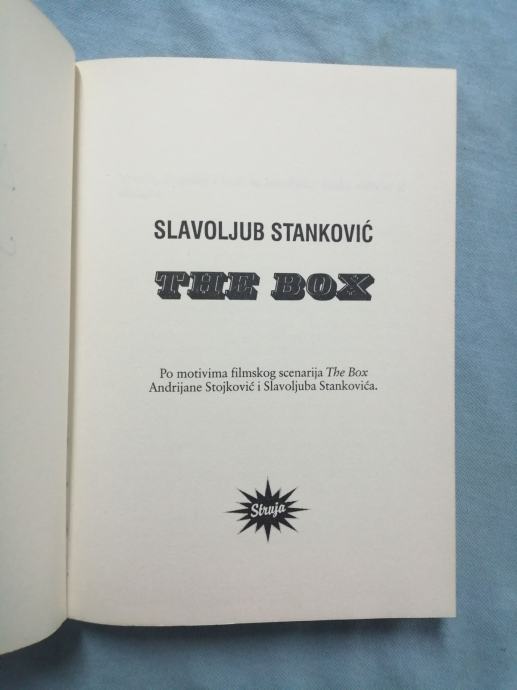 SLAVOLJUB STANKOVIĆ
THE BOX
Po motivima filmskog scenarija The Box
Andrijane Stojković i Slavoljuba Stankovića.
Struja